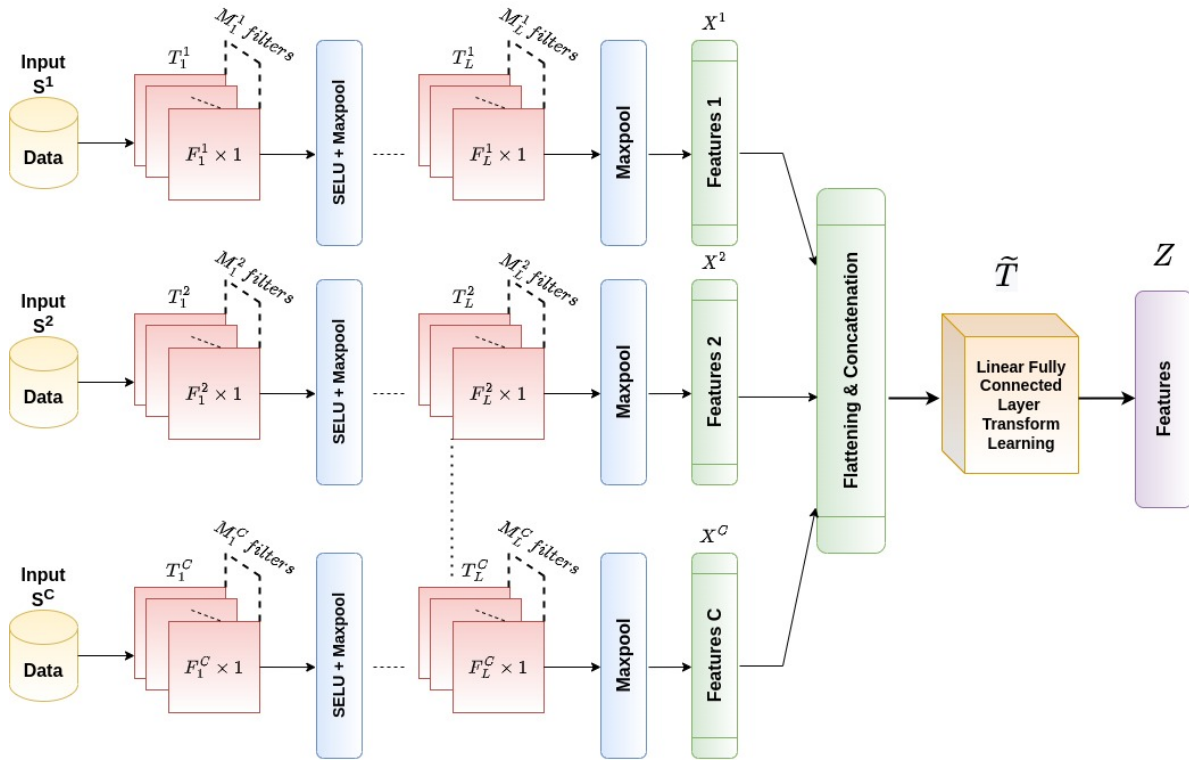 Input
S¹
Data
T₁¹
M₁¹ filters
F₁¹ × 1
SELU + Maxpool
T_L¹
M_L¹ filters
F_L¹ × 1
Maxpool
X¹
Features 1
Input
S²
Data
T₁²
M₁² filters
F₁² × 1
SELU + Maxpool
T_L²
M_L² filters
F_L² × 1
Maxpool
X²
Features 2
Input
S^C
Data
T₁^C
M₁^C filters
F₁^C × 1
SELU + Maxpool
T_L^C
M_L^C filters
F_L^C × 1
Maxpool
X^C
Features C
Flattening & Concatenation
T̃
Linear Fully
Connected
Layer
Transform
Learning
Z
Features